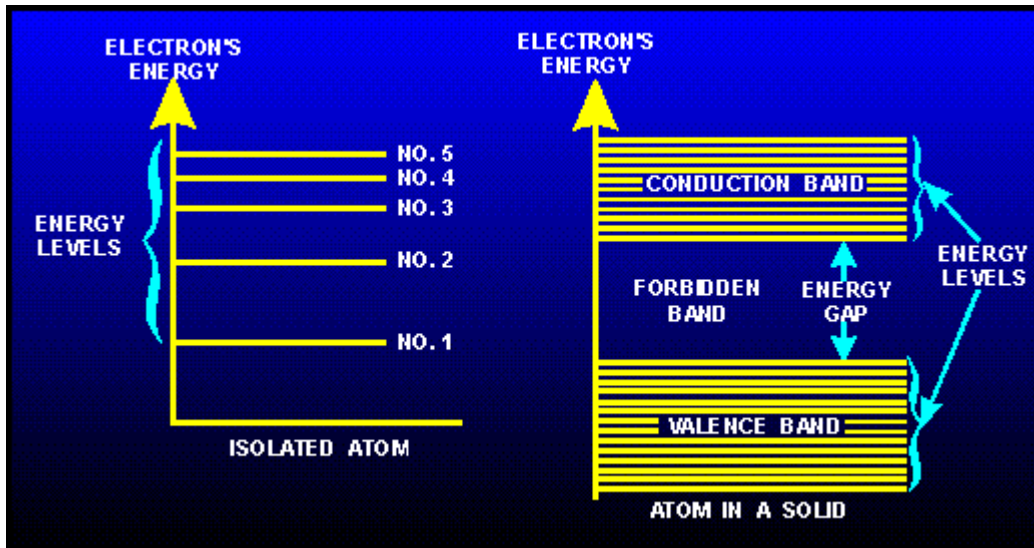 ELECTRON'S
ENERGY
NO.5
NO.4
NO.3
NO.2
NO.1
ENERGY
LEVELS
ISOLATED ATOM
ELECTRON'S
ENERGY
CONDUCTION BAND
FORBIDDEN
BAND
ENERGY
GAP
ENERGY
LEVELS
VALENCE BAND
ATOM IN A SOLID